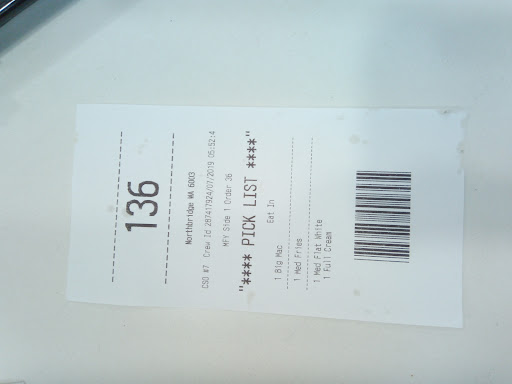 136
Northbridge WA 6003
CSO #7 Crew Id 287417924/07/2019 05:52:4
MFY Side 1 Order 36
"**** PICK LIST ****"
Eat In
1 Big Mac
1 Med Fries
1 Med Flat White
1 Full Cream